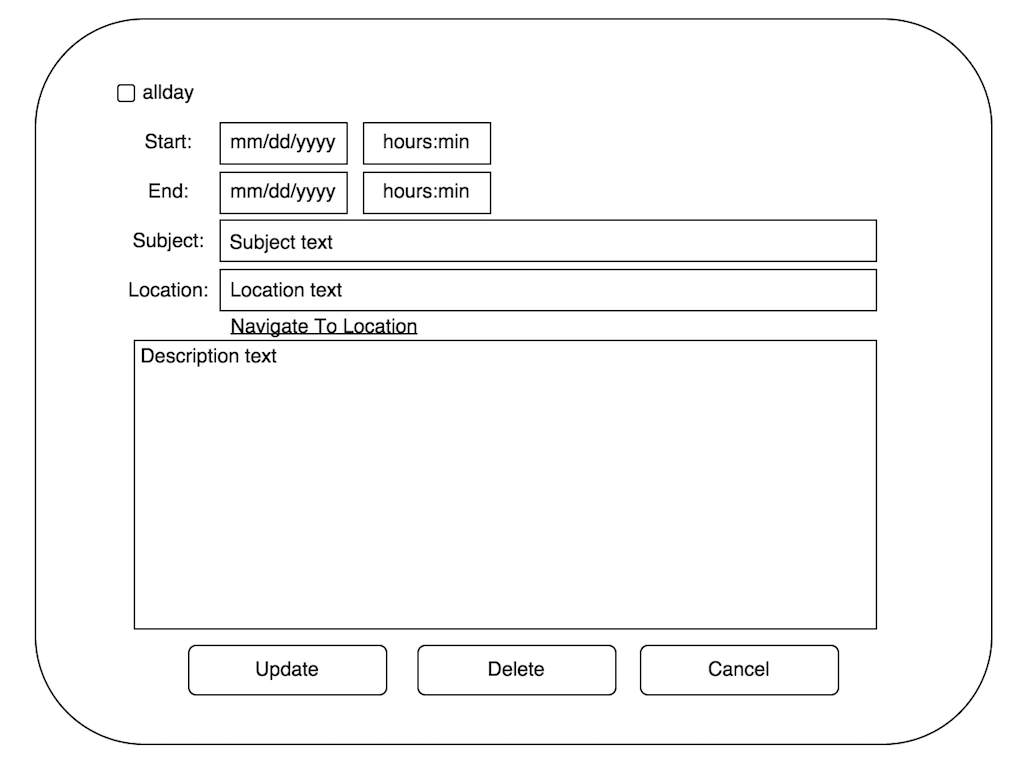 allday
Start: mm/dd/yyyy hours:min
End: mm/dd/yyyy hours:min
Subject: Subject text
Location: Location text
Navigate To Location
Description text
Update Delete Cancel